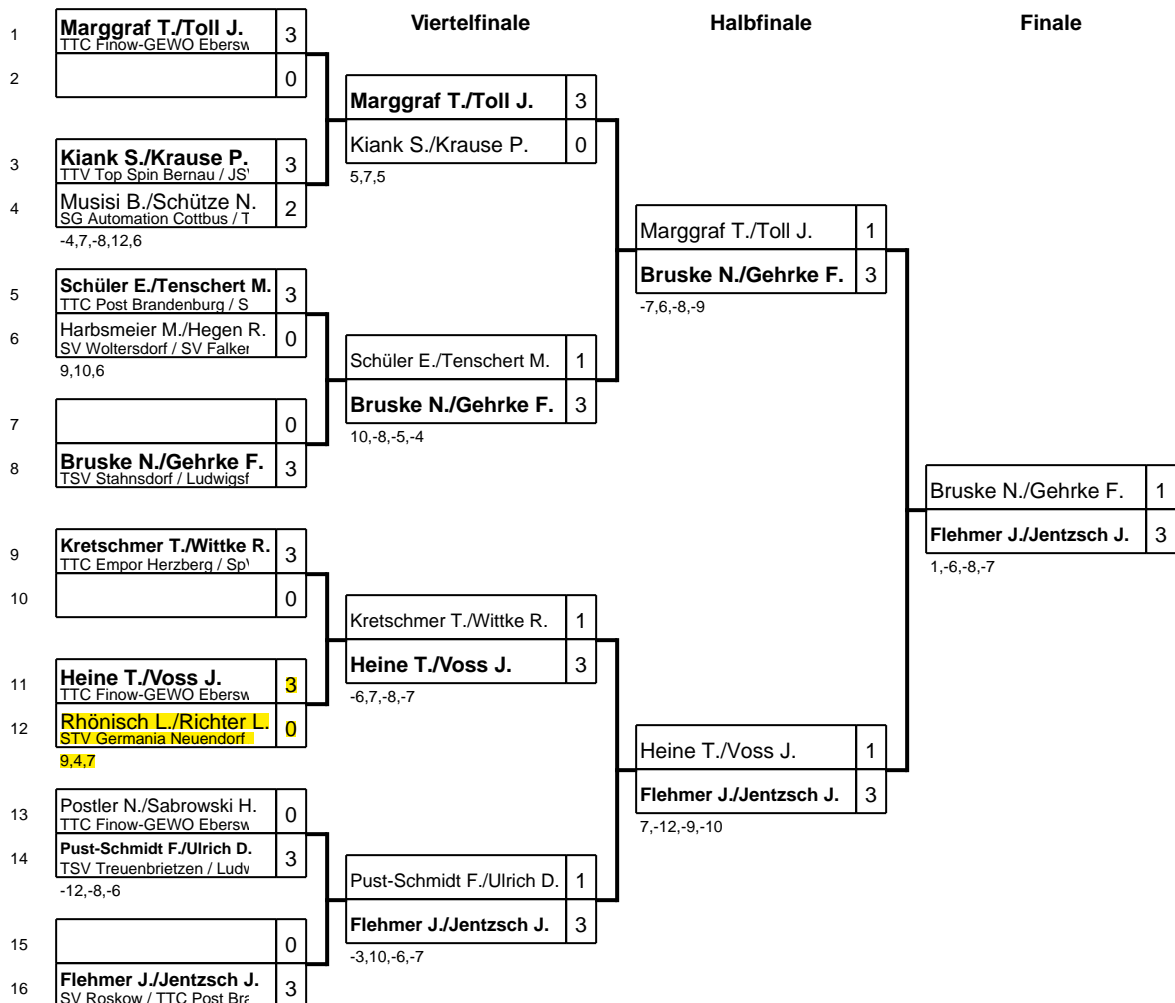 Viertelfinale
Halbfinale
Finale
1
Marggraf T./Toll J. 3
TTC Finow-GEWO Ebersw
2
0
3
Kiank S./Krause P. 3
TTV Top Spin Bernau / JS
4
Musisi B./Schütze N. 2
SG Automation Cottbus / T
-4,7,-8,12,6
5
Schüler E./Tenschert M. 3
TTC Post Brandenburg / S
6
Harbsmeier M./Hegen R. 0
SV Woltersdorf / SV Falker
9,10,6
7
0
8
Bruske N./Gehrke F. 3
TSV Stahnsdorf / Ludwigsf
9
Kretschmer T./Wittke R. 3
TTC Empor Herzberg / Sp
10
0
11
Heine T./Voss J. 3
TTC Finow-GEWO Ebersw
12
Rhönisch L./Richter L. 0
STV Germania Neuendorf
9,4,7
13
Postler N./Sabrowski H. 0
TTC Finow-GEWO Ebersw
14
Pust-Schmidt F./Ulrich D. 3
TSV Treuenbrietzen / Ludw
-12,-8,-6
15
0
16
Flehmer J./Jentzsch J. 3
SV Roskow / TTC Post Bra
Marggraf T./Toll J. 3
Kiank S./Krause P. 0
5,7,5
Schüler E./Tenschert M. 1
Bruske N./Gehrke F. 3
10,-8,-5,-4
Kretschmer T./Wittke R. 1
Heine T./Voss J. 3
-6,7,-8,-7
Pust-Schmidt F./Ulrich D. 1
Flehmer J./Jentzsch J. 3
-3,10,-6,-7
Marggraf T./Toll J. 1
Bruske N./Gehrke F. 3
-7,6,-8,-9
Heine T./Voss J. 1
Flehmer J./Jentzsch J. 3
7,-12,-9,-10
Bruske N./Gehrke F. 1
Flehmer J./Jentzsch J. 3
1,-6,-8,-7